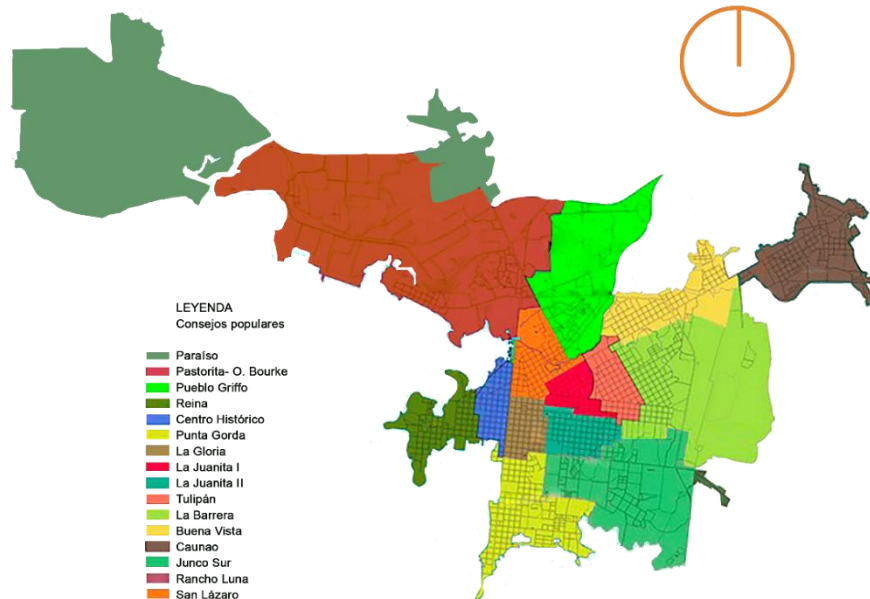 LEYENDA
Consejos populares
Paraíso
Pastorita- O. Bourke
Pueblo Griffo
Reina
Centro Histórico
Punta Gorda
La Gloria
La Juanita I
La Juanita II
Tulipán
La Barrera
Buena Vista
Caunao
Junco Sur
Rancho Luna
San Lázaro